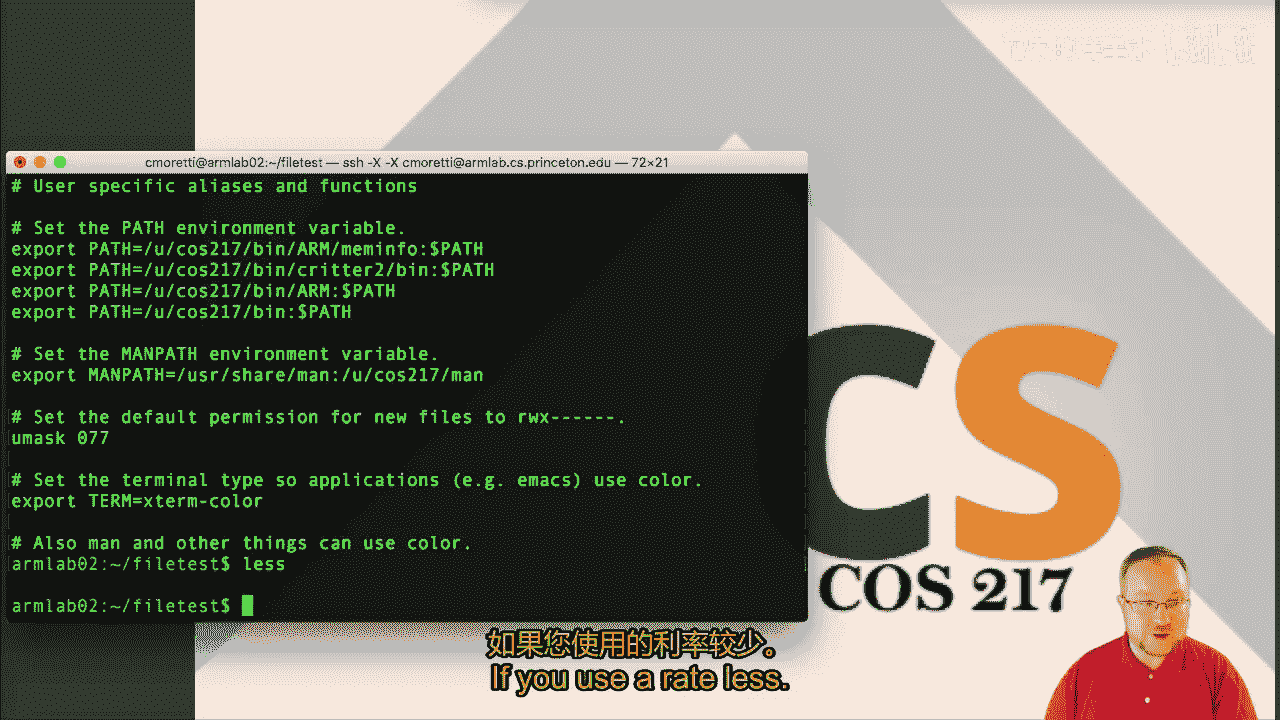 cmoretti@armlab02:~/filetest — ssh -X -X cmoretti@armlab.cs.princeton.edu — 72×21
# User specific aliases and functions
# Set the PATH environment variable.
export PATH=/u/cos217/bin/ARM/meminfo:$PATH
export PATH=/u/cos217/bin/critter2/bin:$PATH
export PATH=/u/cos217/bin/ARM:$PATH
export PATH=/u/cos217/bin:$PATH
# Set the MANPATH environment variable.
export MANPATH=/usr/share/man:/u/cos217/man
# Set the default permission for new files to rwx------.
umask 077
# Set the terminal type so applications (e.g. emacs) use color.
export TERM=xterm-color
# Also man and other things can use color.
armlab02:~/filetest$ less
armlab02:~/filetest$
CS
COS 217
如果您使用的利率较少。
If you use a rate less.